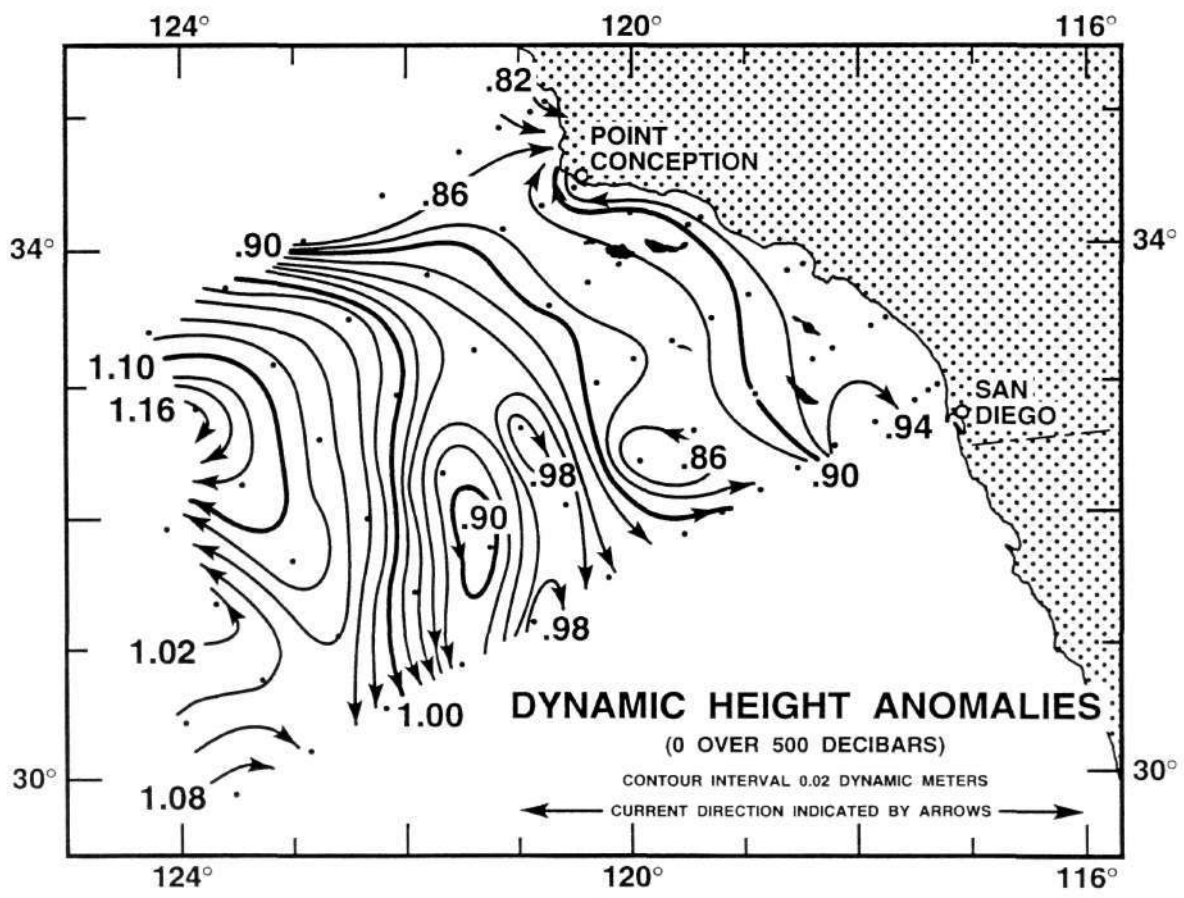 124° 120° 116°
.82
POINT
CONCEPTION
.86
34° .90 34°
1.10
1.16
SAN
DIEGO
.94
.86
.98
.90
.90
.98
1.02
1.00
DYNAMIC HEIGHT ANOMALIES
(0 OVER 500 DECIBARS)
30° 30°
CONTOUR INTERVAL 0.02 DYNAMIC METERS
1.08
CURRENT DIRECTION INDICATED BY ARROWS
124° 120° 116°